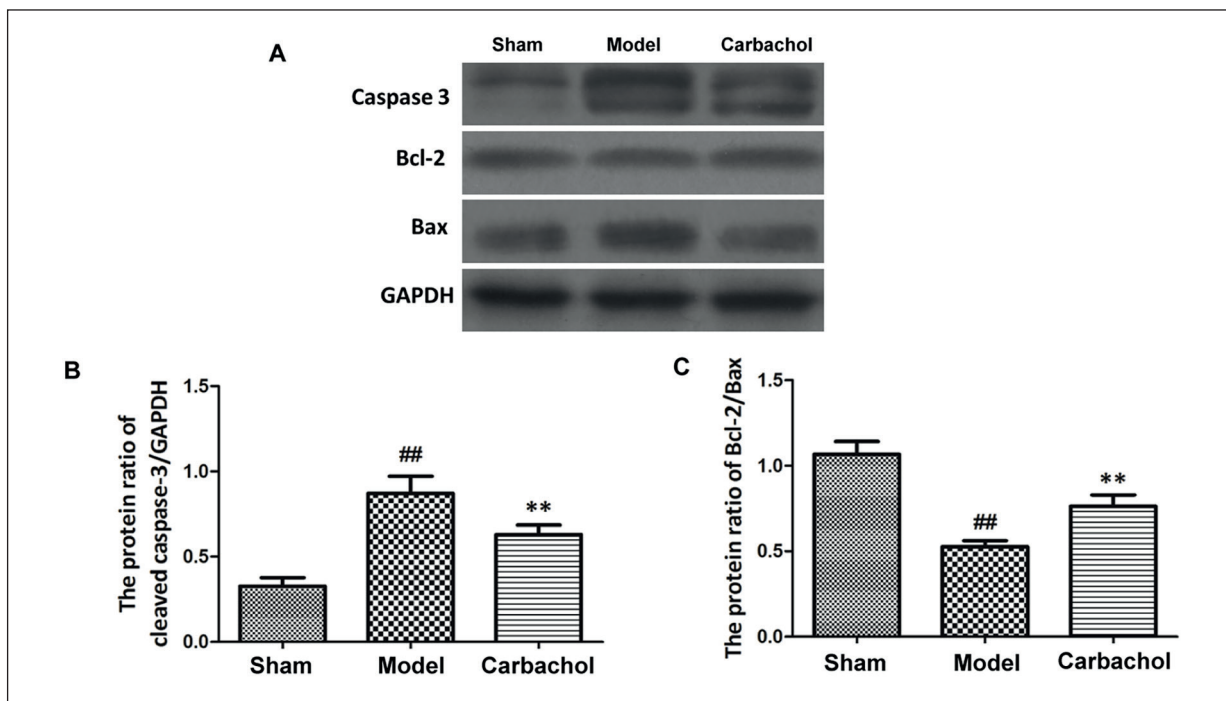 A
Sham Model Carbachol
Caspase 3
Bcl-2
Bax
GAPDH
B
The protein ratio of
cleaved caspase-3/GAPDH
1.5
1.0
0.5
0.0
##
**
Sham Model Carbachol
C
The protein ratio of Bcl-2/Bax
1.5
1.0
0.5
0.0
##
**
Sham Model Carbachol